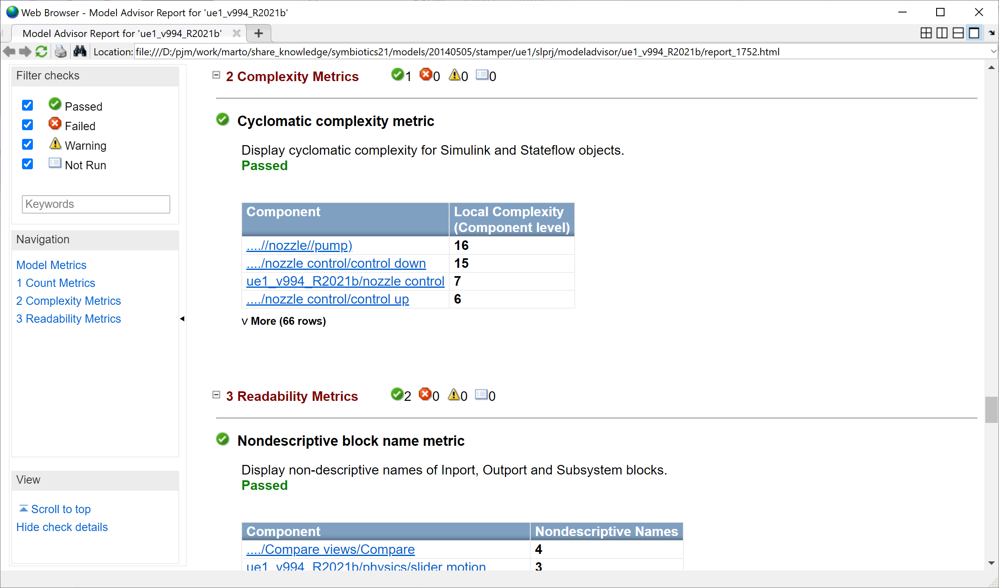 Web Browser - Model Advisor Report for 'ue1_v994_R2021b'
Model Advisor Report for 'ue1_v994_R2021b'
Location: file:///D:/pjm/work/marto/share_knowledge/symbiotics21/models/20140505/stamper/ue1/slprj/modeladvisor/ue1_v994_R2021b/report_1752.html
Filter checks
Passed
Failed
Warning
Not Run
Keywords
Navigation
Model Metrics
1 Count Metrics
2 Complexity Metrics
3 Readability Metrics
View
Scroll to top
Hide check details
2 Complexity Metrics 1 0 0 0
Cyclomatic complexity metric
Display cyclomatic complexity for Simulink and Stateflow objects.
Passed
Component Local Complexity
(Component level)
....//nozzle//pump) 16
..../nozzle control/control down 15
ue1_v994_R2021b/nozzle control 7
..../nozzle control/control up 6
v More (66 rows)
3 Readability Metrics 2 0 0 0
Nondescriptive block name metric
Display non-descriptive names of Inport, Outport and Subsystem blocks.
Passed
Component Nondescriptive Names
..../Compare views/Compare 4
ue1_v994_R2021b/physics/slider motion 3